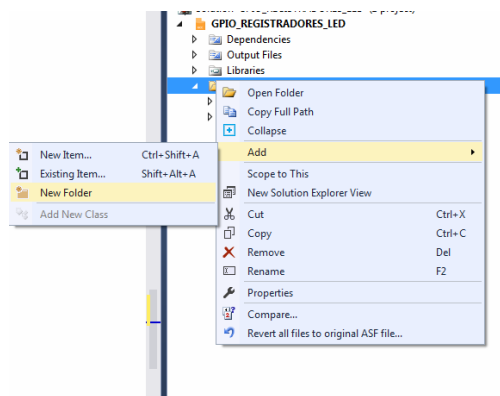 GPIO_REGISTRADORES_LED
Dependencies
Output Files
Libraries
Open Folder
Copy Full Path
Collapse
Add
Scope to This
New Solution Explorer View
Cut Ctrl+X
Copy Ctrl+C
Remove Del
Rename F2
Properties
Compare...
Revert all files to original ASF file...
New Item... Ctrl+Shift+A
Existing Item... Shift+Alt+A
New Folder
Add New Class